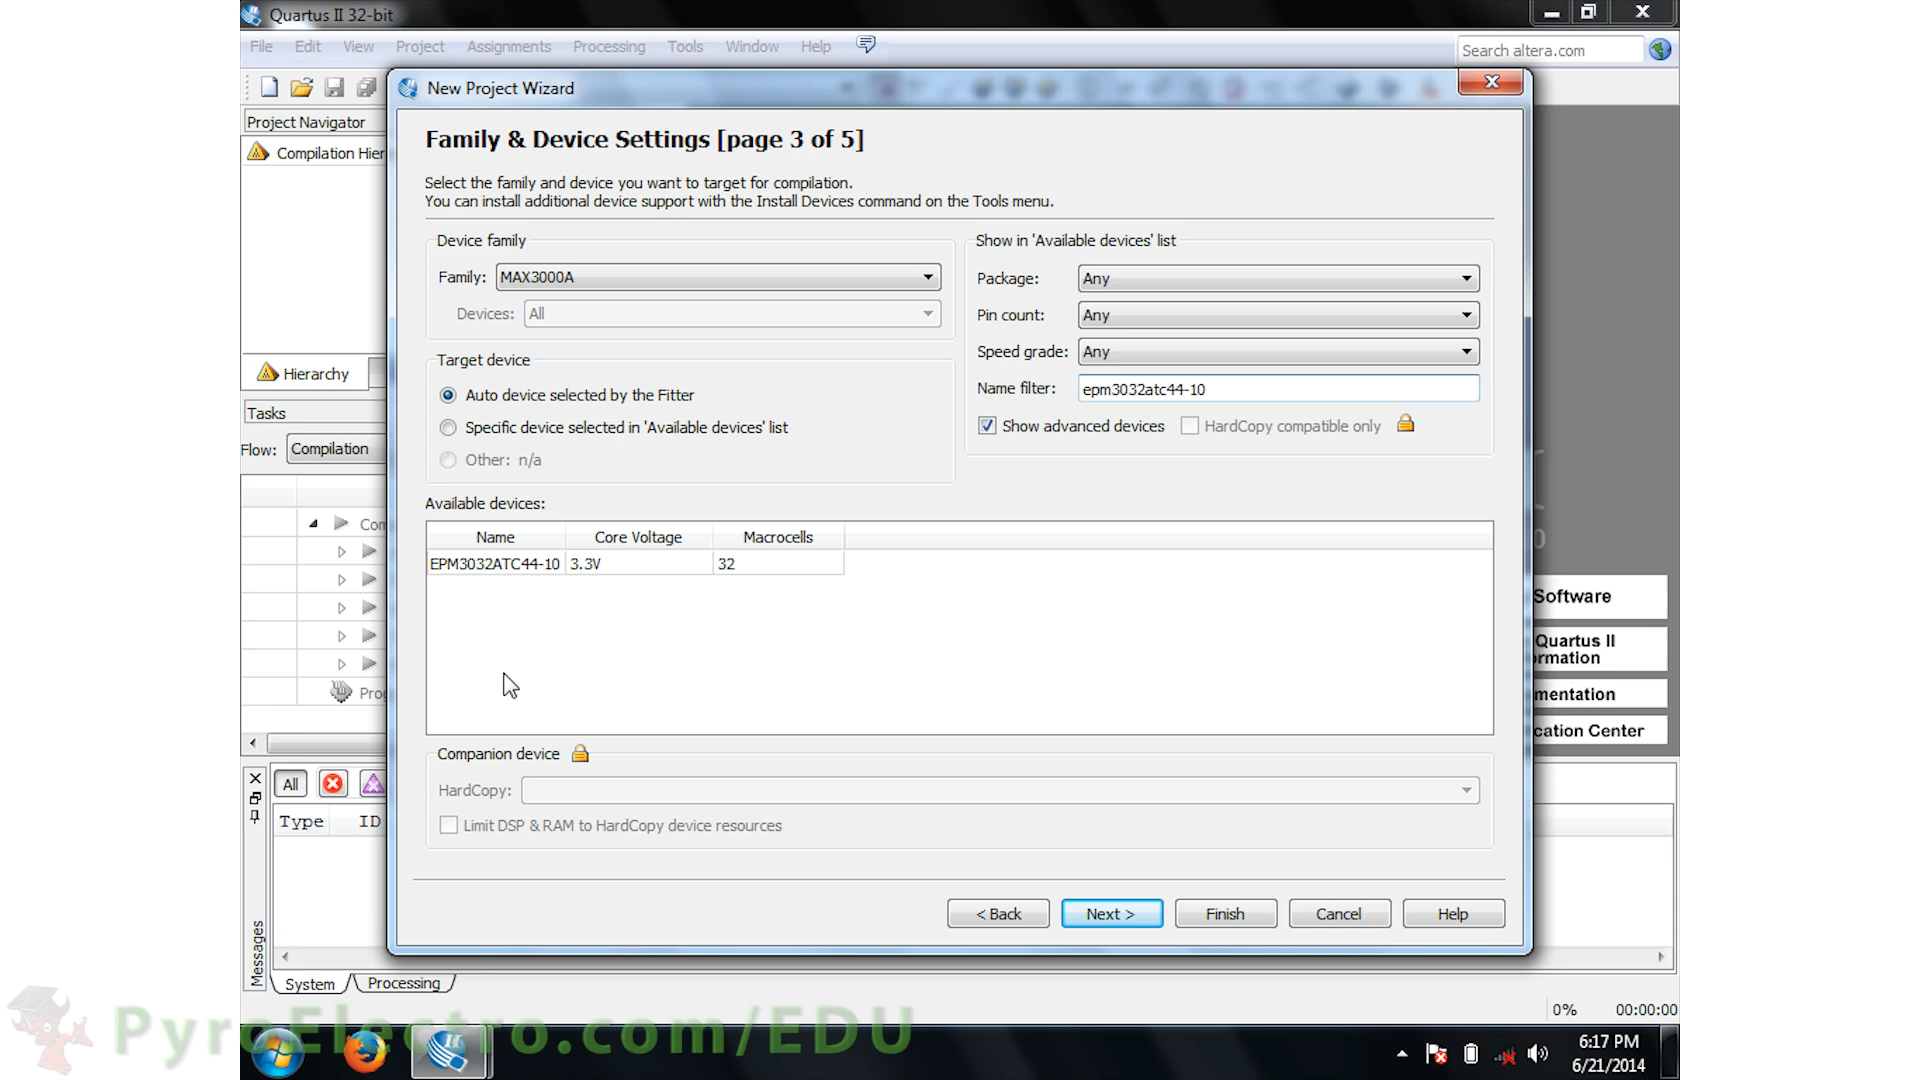 Quartus II 32-bit
File Edit View Project Assignments Processing Tools Window Help
Search altera.com
Project Navigator
Compilation Hier
Hierarchy
Tasks
Flow: Compilation
Com
Prog
New Project Wizard
Family & Device Settings [page 3 of 5]
Select the family and device you want to target for compilation.
You can install additional device support with the Install Devices command on the Tools menu.
Device family
Family: MAX3000A
Devices: All
Target device
Auto device selected by the Fitter
Specific device selected in 'Available devices' list
Other: n/a
Show in 'Available devices' list
Package: Any
Pin count: Any
Speed grade: Any
Name filter: epm3032atc44-10
Show advanced devices HardCopy compatible only
Available devices:
Name Core Voltage Macrocells
EPM3032ATC44-10 3.3V 32
Companion device
HardCopy:
Limit DSP & RAM to HardCopy device resources
< Back Next > Finish Cancel Help
Software
Quartus II
rmation
mentation
cation Center
All
Type ID
Messages
System Processing
0% 00:00:00
PyroElectro.com/EDU
6:17 PM
6/21/2014